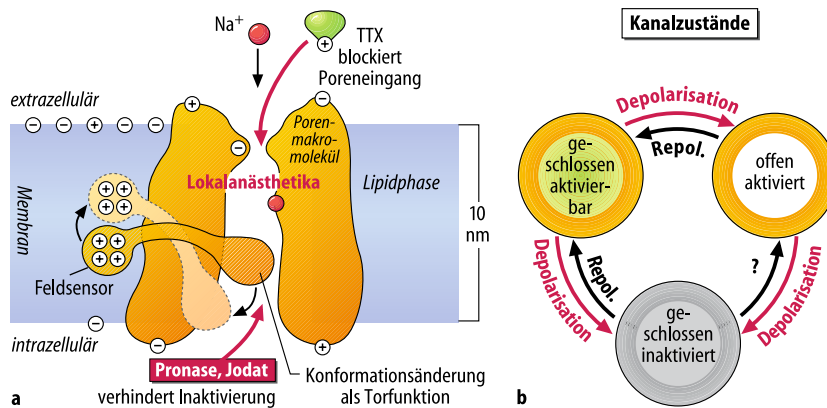 Na+
TTX
blockiert
Poreneingang
extrazellulär
+
+
−
−
−
+
−
−
−
Poren-
makro-
molekül
Lokalanästhetika
Lipidphase
Membran
10
nm
+ +
+ +
+ +
+ +
Feldsensor
intrazellulär
−
−
+
Pronase, Jodat
verhindert Inaktivierung
Konformationsänderung
als Torfunktion
a
Kanalzustände
Depolarisation
Repol.
ge-
schlossen
aktivier-
bar
offen
aktiviert
Depolarisation
Repol.
?
Depolarisation
ge-
schlossen
inaktiviert
b